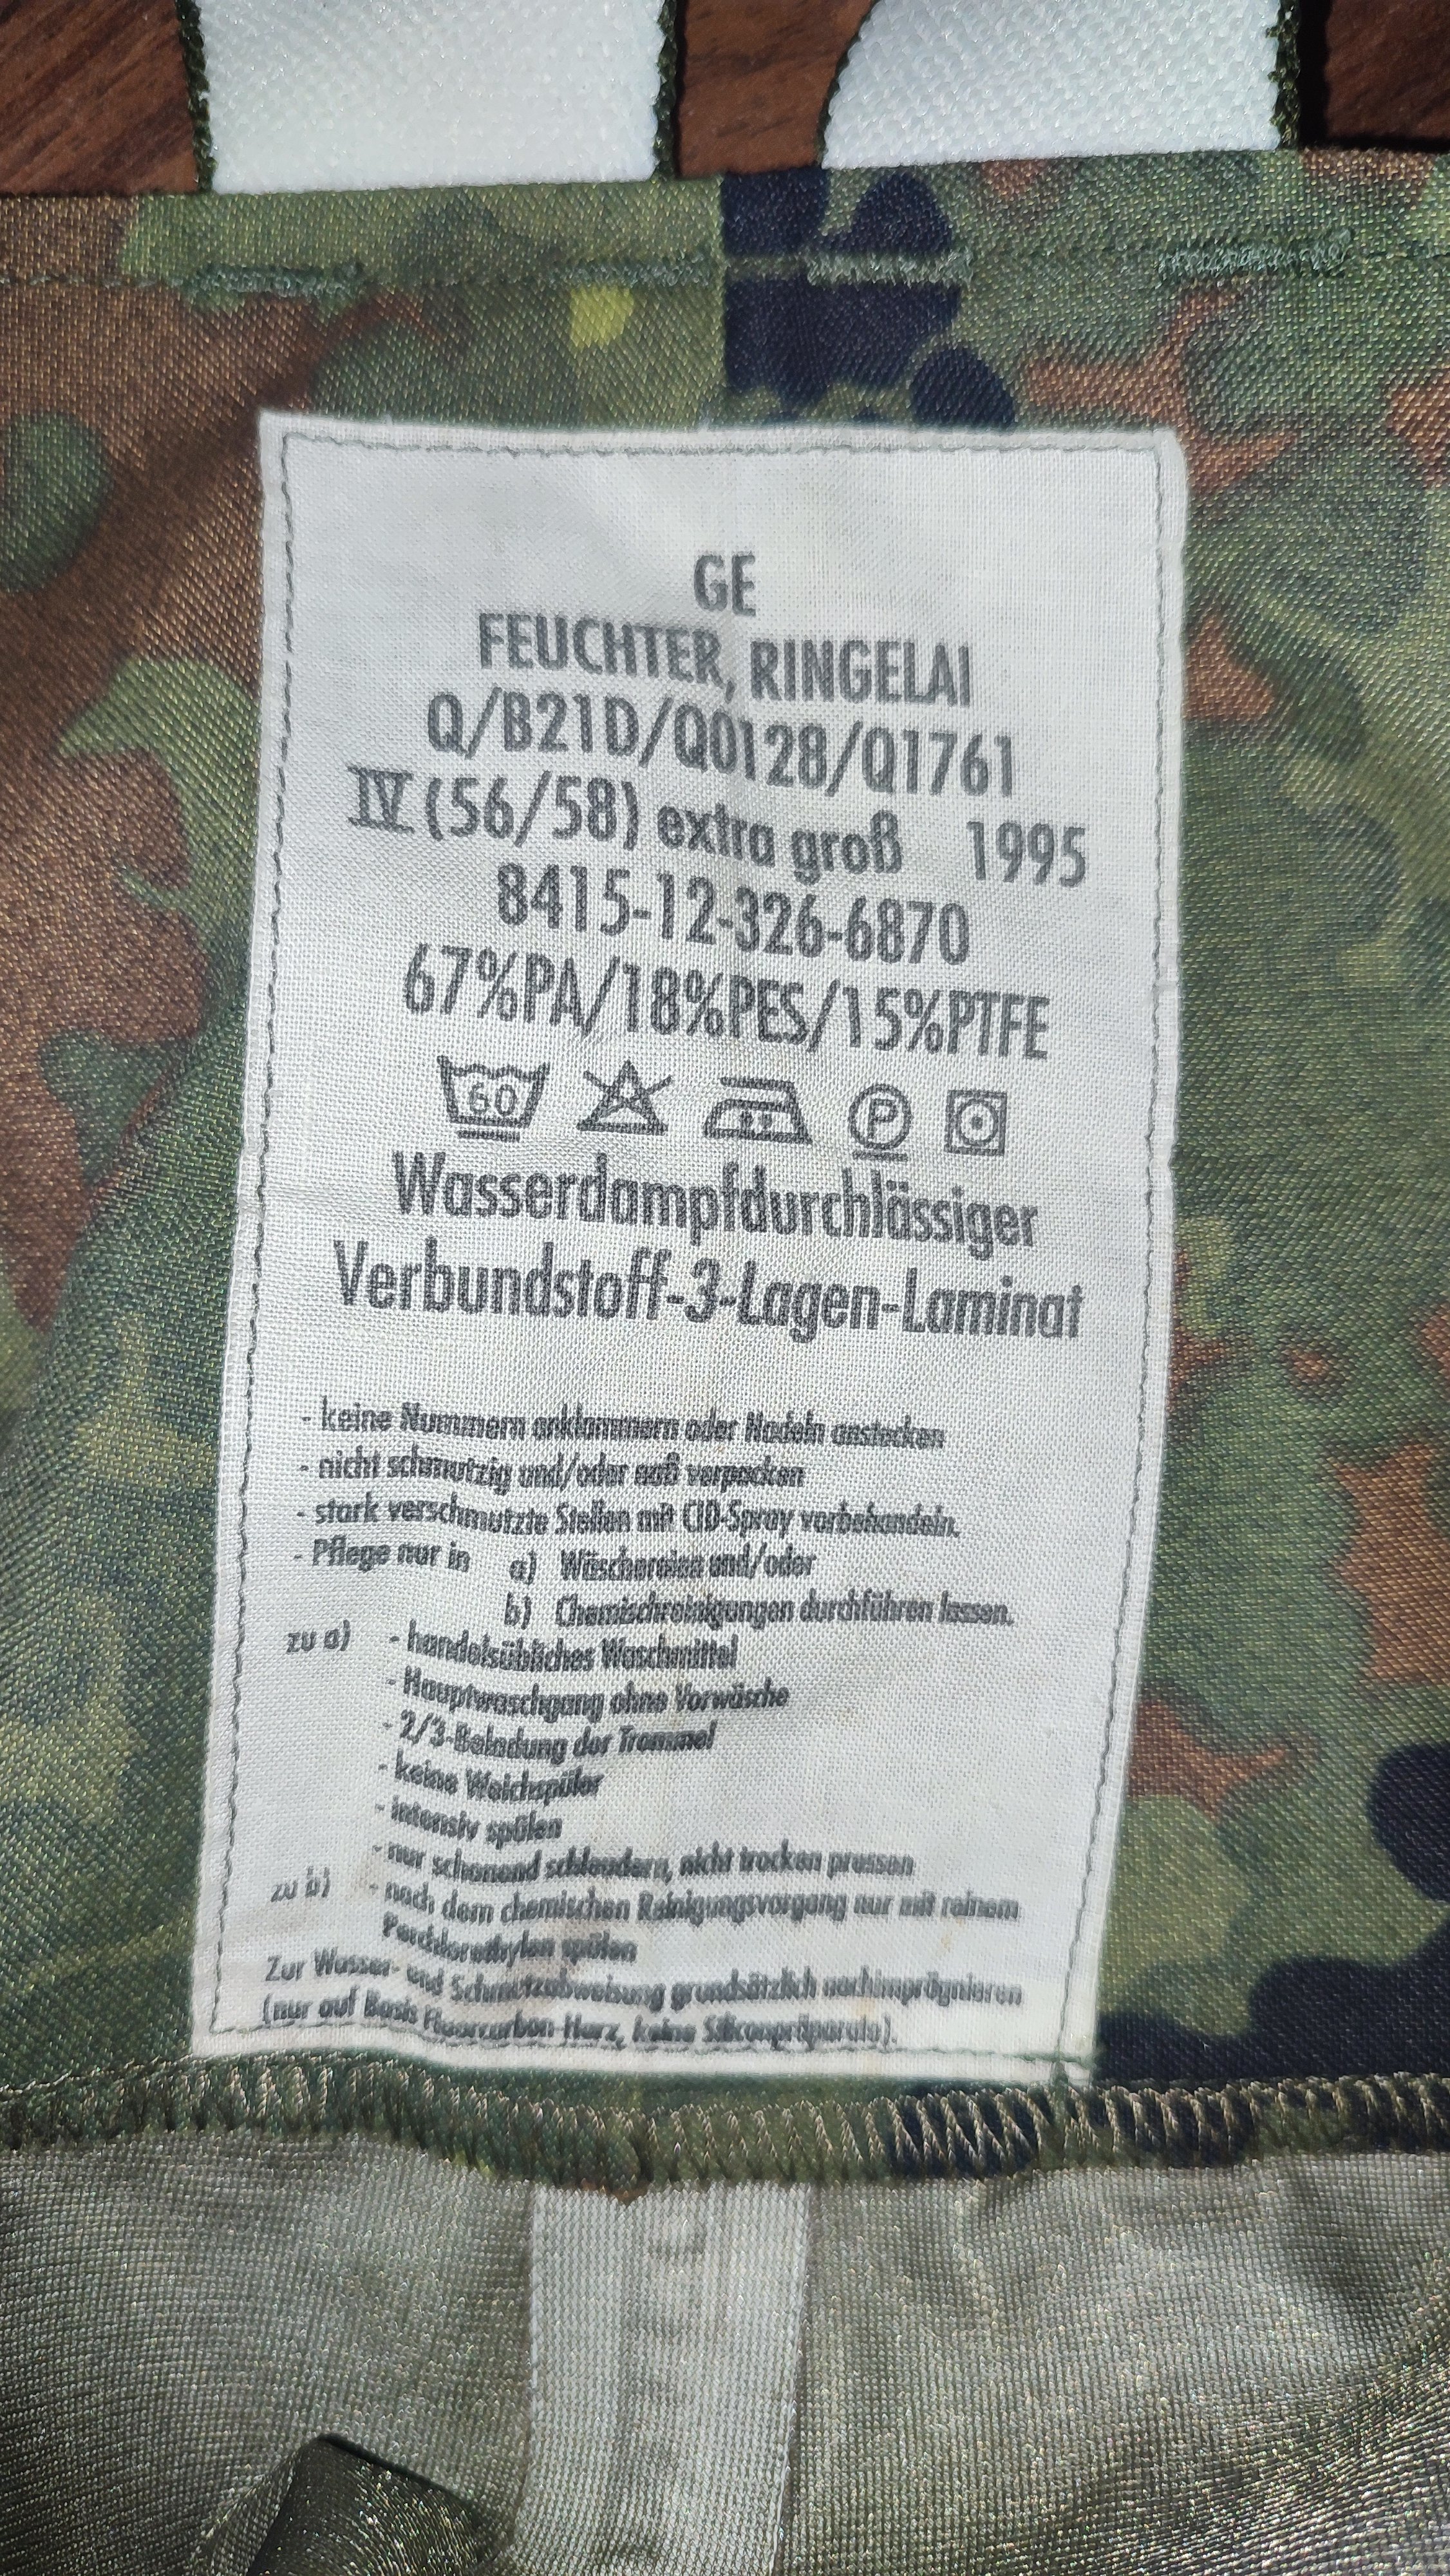 GE
FEUCHTER, RINGELAI
Q/B21D/Q0128/Q1761
IV (56/58) extra groß 1995
8415-12-326-6870
67%PA/18%PES/15%PTFE
60 P
Wasserdampfdurchlässiger
Verbundstoff-3-Lagen-Laminat
- keine Nummern anklammern oder Nadeln anstecken
- nicht schmutzig und/oder naß verpacken
- stark verschmutzte Stellen mit CID-Spray vorbehandeln.
- Pflege nur in a) Wäschereien und/oder
b) Chemischreinigungen durchführen lassen.
zu a) - handelsübliches Waschmittel
- Hauptwaschgang ohne Vorwäsche
- 2/3-Beladung der Trommel
- keine Weichspüler
- intensiv spülen
- nur schonend schleudern, nicht trocken pressen
zu b) - nach dem chemischen Reinigungsvorgang nur mit reinem
Perchlorethylen spülen
Zur Wasser- und Schmutzabweisung grundsätzlich nachimprägnieren
(nur auf Basis Fluorcarbon-Harz, keine Siliconpräparate).